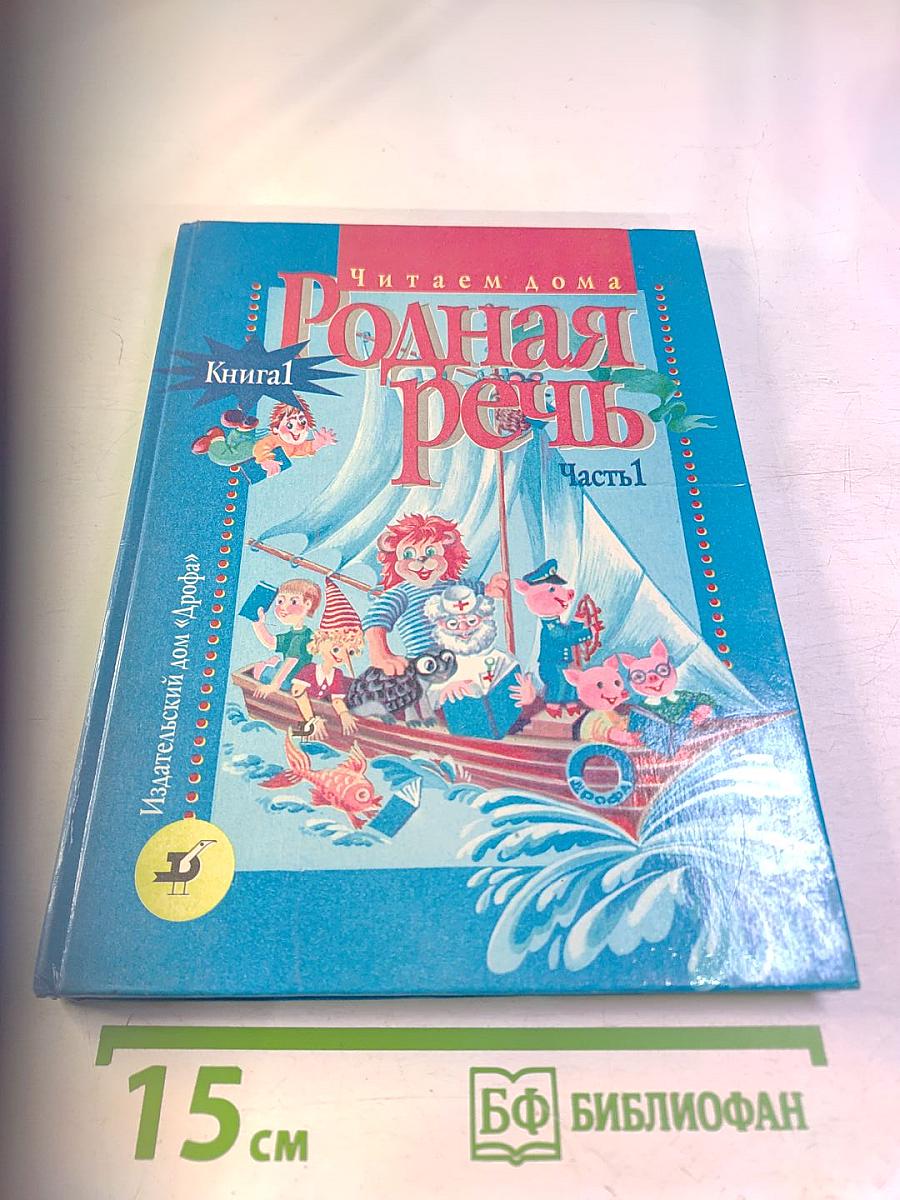 Читаем дома
Родная
речь
Книга1
Часть1
Издательский дом «Дрофа»
ДРОФА
15 см
БФ БИБЛИОФАН